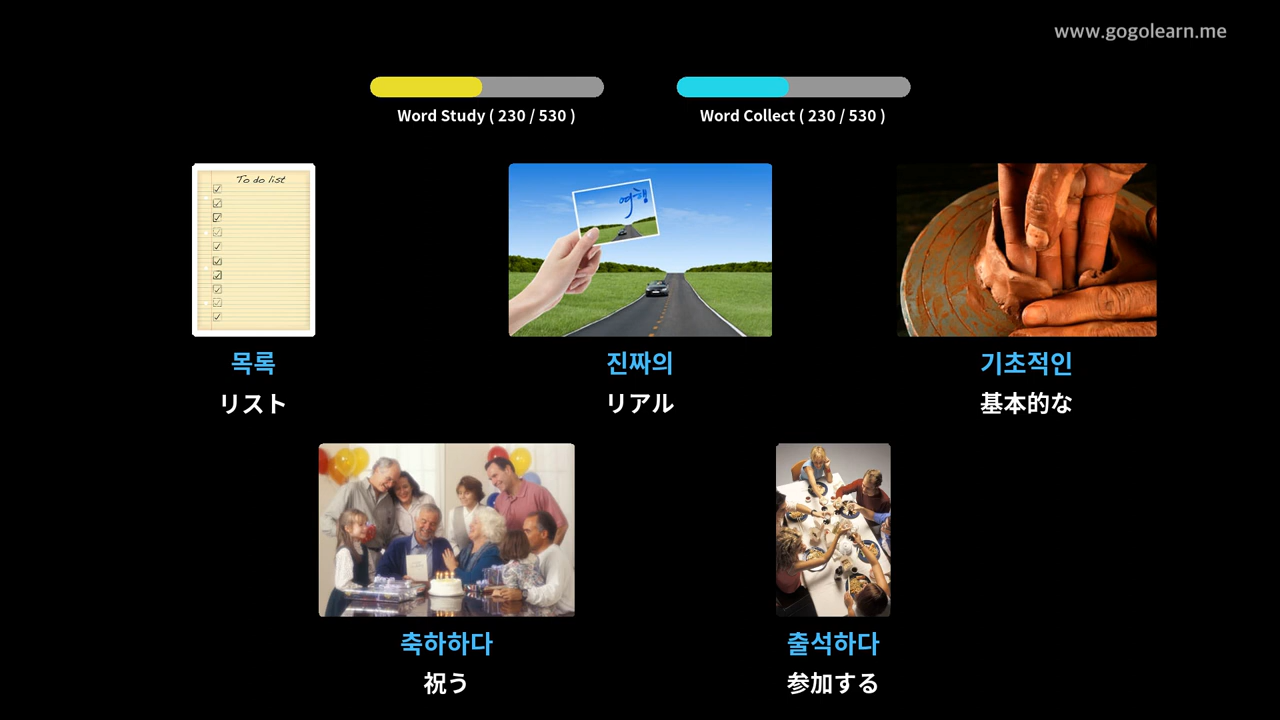 www.gogolearn.me
Word Study ( 230 / 530 )
Word Collect ( 230 / 530 )
To do list
여행
목록
リスト
진짜의
リアル
기초적인
基本的な
축하하다
祝う
출석하다
参加する